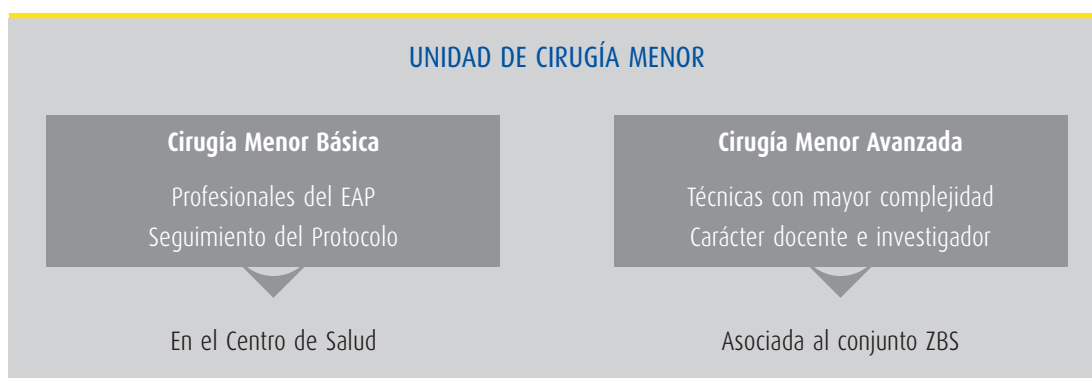 UNIDAD DE CIRUGÍA MENOR
Cirugía Menor Básica
Profesionales del EAP
Seguimiento del Protocolo
En el Centro de Salud
Cirugía Menor Avanzada
Técnicas con mayor complejidad
Carácter docente e investigador
Asociada al conjunto ZBS